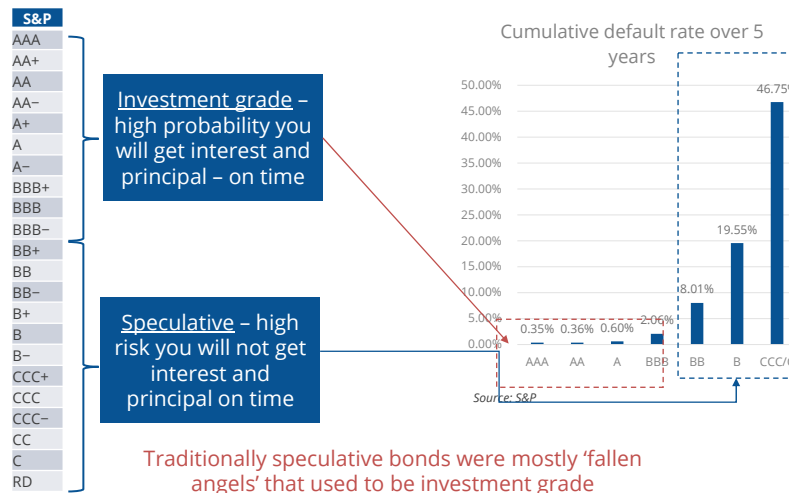 S&P
AAA
AA+
AA
AA−
A+
A
A−
BBB+
BBB
BBB−
BB+
BB
BB−
B+
B
B−
CCC+
CCC
CCC−
CC
C
RD
Investment grade –
high probability you
will get interest and
principal – on time
Speculative – high
risk you will not get
interest and
principal on time
Cumulative default rate over 5
years
50.00%
45.00%
40.00%
35.00%
30.00%
25.00%
20.00%
15.00%
10.00%
5.00%
0.00%
0.35%
0.36%
0.60%
2.06%
8.01%
19.55%
46.75%
AAA
AA
A
BBB
BB
B
CCC/
Source: S&P
Traditionally speculative bonds were mostly ‘fallen
angels’ that used to be investment grade